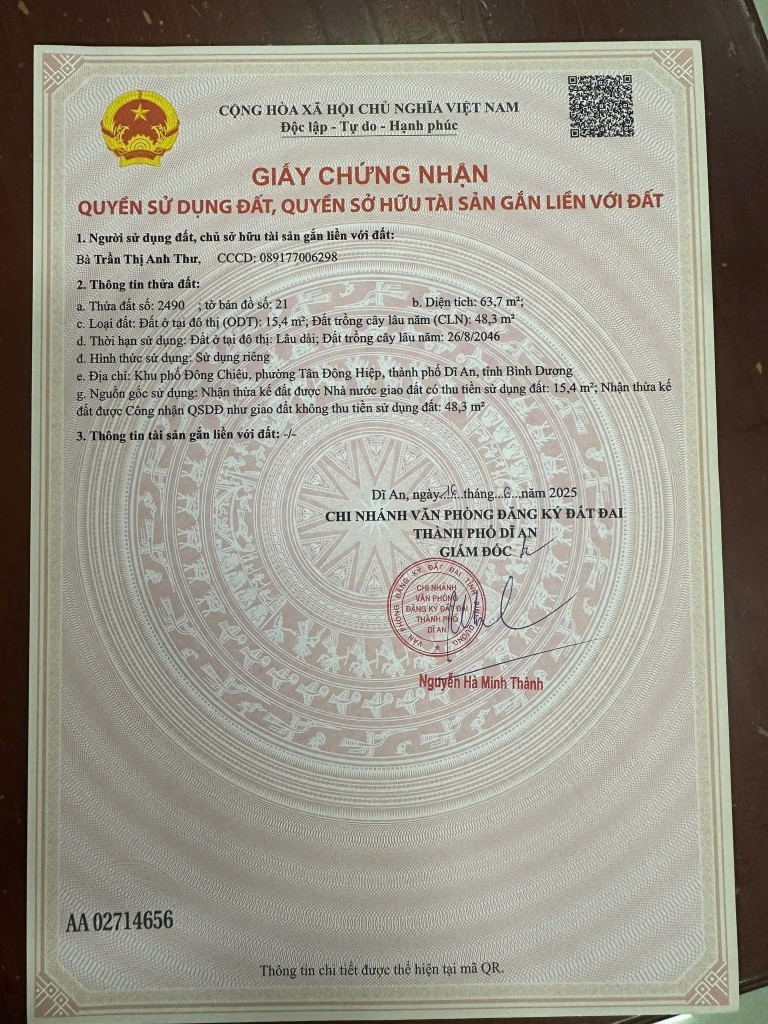 CỘNG HÒA XÃ HỘI CHỦ NGHĨA VIỆT NAM
Độc lập - Tự do - Hạnh phúc
GIẤY CHỨNG NHẬN
QUYỀN SỬ DỤNG ĐẤT, QUYỀN SỞ HỮU TÀI SẢN GẮN LIỀN VỚI ĐẤT
1. Người sử dụng đất, chủ sở hữu tài sản gắn liền với đất:
Bà Trần Thị Anh Thư, CCCD: 089177006298
2. Thông tin thửa đất:
a. Thửa đất số: 2490 ; tờ bản đồ số: 21 b. Diện tích: 63,7 m²;
c. Loại đất: Đất ở tại đô thị (ODT): 15,4 m²; Đất trồng cây lâu năm (CLN): 48,3 m²
d. Thời hạn sử dụng: Đất ở tại đô thị: Lâu dài; Đất trồng cây lâu năm: 26/8/2046
đ. Hình thức sử dụng: Sử dụng riêng
e. Địa chỉ: Khu phố Đông Chiêu, phường Tân Đông Hiệp, thành phố Dĩ An, tỉnh Bình Dương
g. Nguồn gốc sử dụng: Nhận thừa kế đất được Nhà nước giao đất có thu tiền sử dụng đất: 15,4 m²; Nhận thừa kế
đất được Công nhận QSDĐ như giao đất không thu tiền sử dụng đất: 48,3 m²
3. Thông tin tài sản gắn liền với đất: -/-
Dĩ An, ngày tháng 6 năm 2025
CHI NHÁNH VĂN PHÒNG ĐĂNG KÝ ĐẤT ĐAI
THÀNH PHỐ DĨ AN
GIÁM ĐỐC
VĂN PHÒNG ĐĂNG KÝ ĐẤT ĐAI TỈNH BÌNH DƯƠNG
CHI NHÁNH
VĂN PHÒNG
ĐĂNG KÝ ĐẤT ĐAI
THÀNH PHỐ
DĨ AN
Nguyễn Hà Minh Thành
AA 02714656
Thông tin chi tiết được thể hiện tại mã QR.